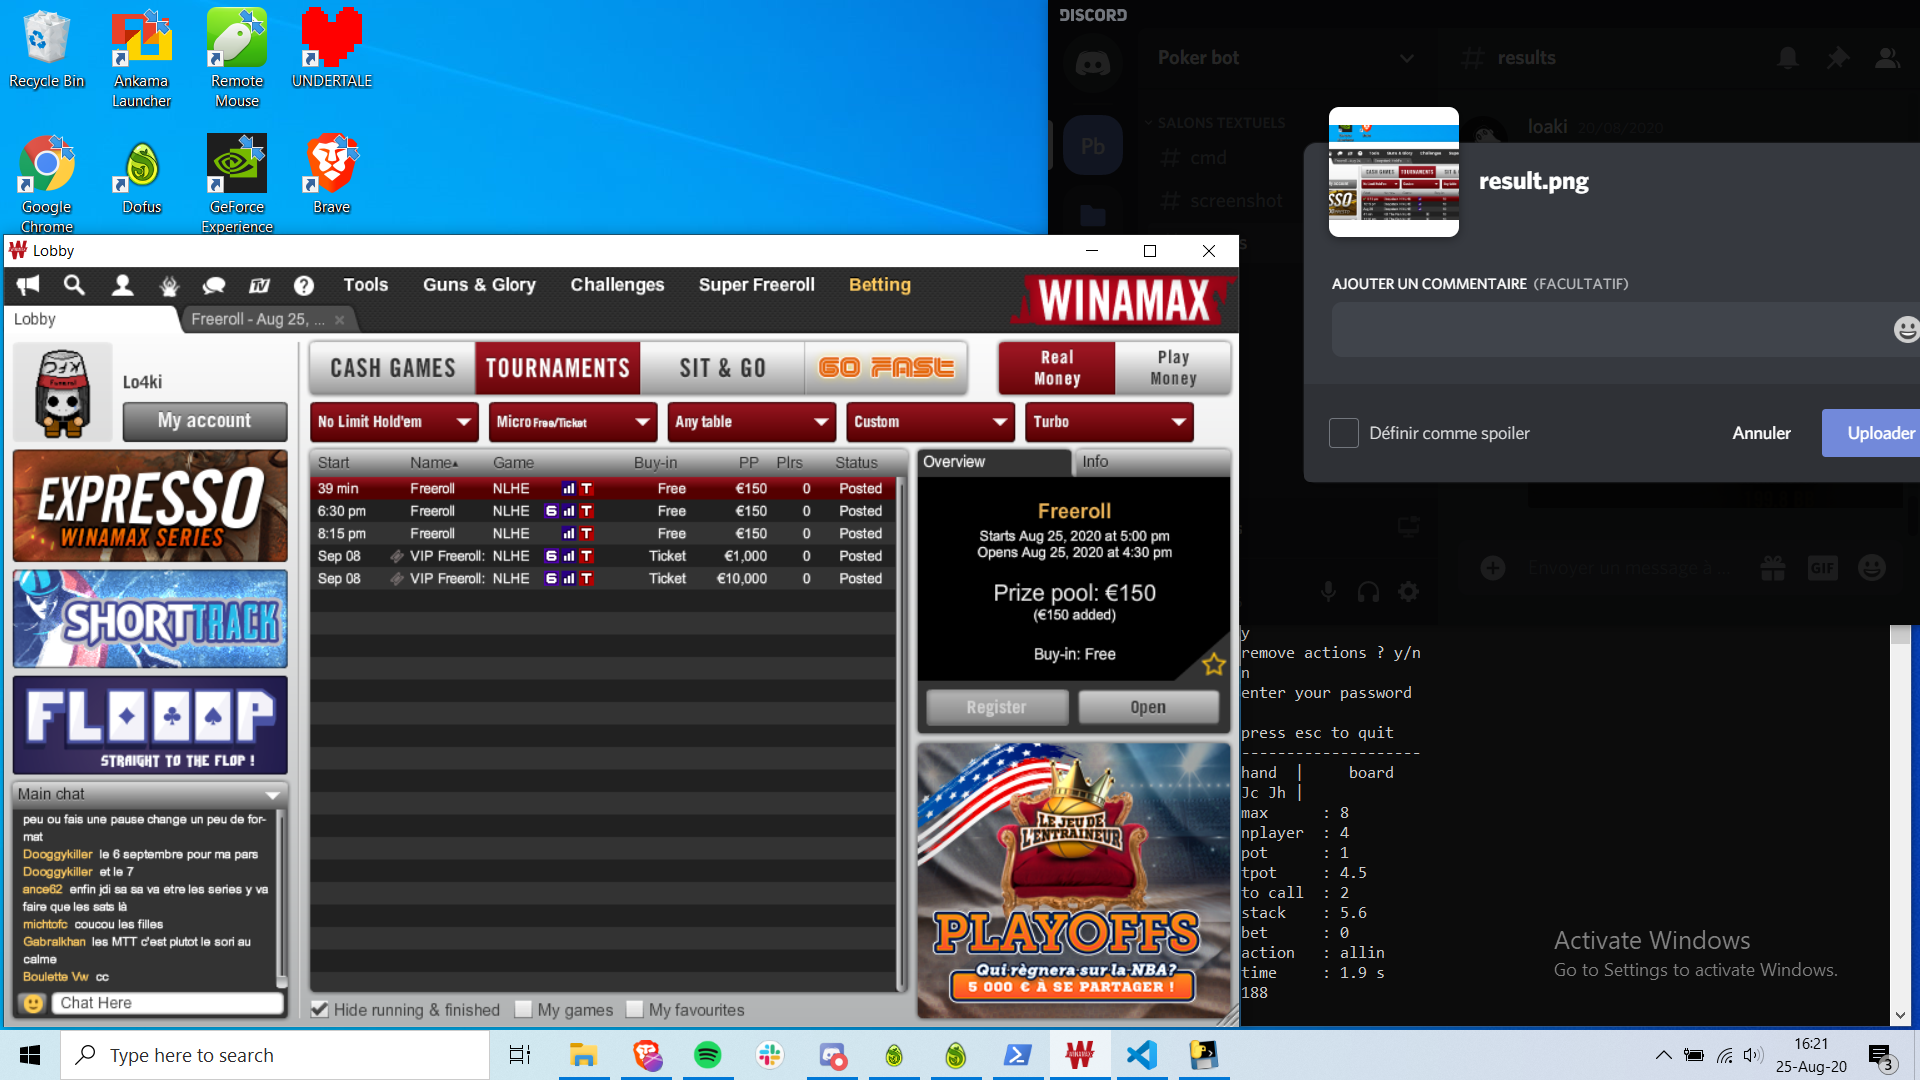 Recycle Bin
Ankama Launcher
Remote Mouse
UNDERTALE
Google Chrome
Dofus
GeForce Experience
Brave
DISCORD
Poker bot
results
SALONS TEXTUELS
Pb
cmd
screenshot
loaki 20/08/2020
result.png
AJOUTER UN COMMENTAIRE (FACULTATIF)
Définir comme spoiler
Annuler
Uploader
Envoyer un message à ...
GIF
Lobby
Tools
Guns & Glory
Challenges
Super Freeroll
Betting
WINAMAX
Lobby
Freeroll - Aug 25, ...
Lo4ki
My account
CASH GAMES
TOURNAMENTS
SIT & GO
GO FAST
Real Money
Play Money
No Limit Hold'em
Micro Free/Ticket
Any table
Custom
Turbo
Start Name Game Buy-in PP Plrs Status
39 min Freeroll NLHE T Free €150 0 Posted
6:30 pm Freeroll NLHE 6 T Free €150 0 Posted
8:15 pm Freeroll NLHE T Free €150 0 Posted
Sep 08 VIP Freeroll: NLHE 6 T Ticket €1,000 0 Posted
Sep 08 VIP Freeroll: NLHE 6 T Ticket €10,000 0 Posted
Hide running & finished
My games
My favourites
Overview
Info
Freeroll
Starts Aug 25, 2020 at 5:00 pm
Opens Aug 25, 2020 at 4:30 pm
Prize pool: €150
(€150 added)
Buy-in: Free
Register
Open
LE JEU DE L'ENTRAINEUR
PLAYOFFS
Qui règnera sur la NBA?
5 000 € À SE PARTAGER !
EXPRESSO
WINAMAX SERIES
SHORTTRACK
FLOOOP
STRAIGHT TO THE FLOP !
Main chat
peu ou fais une pause change un peu de for-
mat
Dooggykiller le 6 septembre pour ma pars
Dooggykiller et le 7
ance62 enfin jdi sa sa va etre les series y va
faire que les sats là
michtofc coucou les filles
Gabralkhan les MTT c'est plutot le sori au
calme
Boulette Vw cc
Chat Here
y
remove actions ? y/n
n
enter your password
press esc to quit
--------------------
hand | board
Jc Jh |
max : 8
nplayer : 4
pot : 1
tpot : 4.5
to call : 2
stack : 5.6
bet : 0
action : allin
time : 1.9 s
188
Activate Windows
Go to Settings to activate Windows.
Type here to search
16:21
25-Aug-20
3